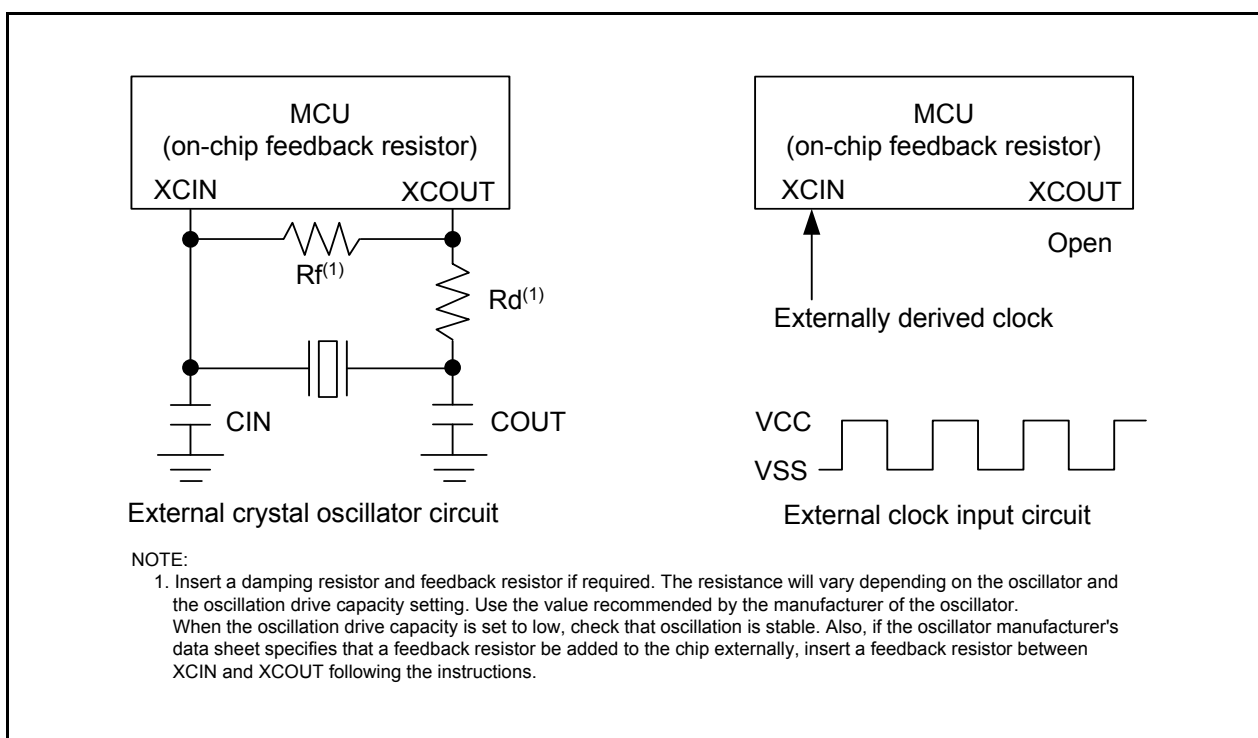 MCU
(on-chip feedback resistor)
XCIN XCOUT
Rf(1)
Rd(1)
CIN COUT
External crystal oscillator circuit
MCU
(on-chip feedback resistor)
XCIN XCOUT
Open
Externally derived clock
VCC
VSS
External clock input circuit
NOTE:
1. Insert a damping resistor and feedback resistor if required. The resistance will vary depending on the oscillator and
the oscillation drive capacity setting. Use the value recommended by the manufacturer of the oscillator.
When the oscillation drive capacity is set to low, check that oscillation is stable. Also, if the oscillator manufacturer's
data sheet specifies that a feedback resistor be added to the chip externally, insert a feedback resistor between
XCIN and XCOUT following the instructions.